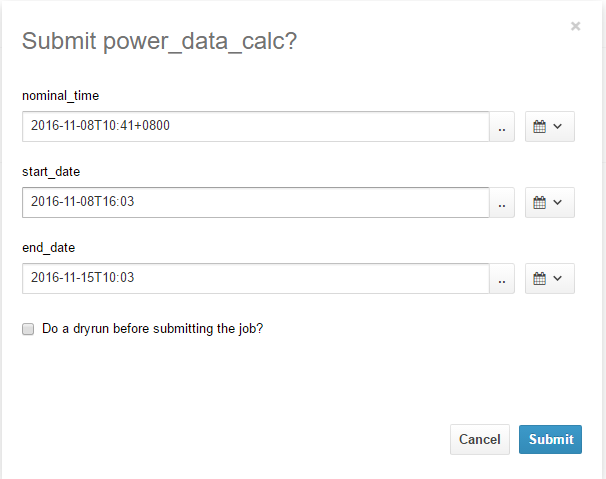 Submit power_data_calc?
×
nominal_time
2016-11-08T10:41+0800
..
start_date
2016-11-08T16:03
..
end_date
2016-11-15T10:03
..
Do a dryrun before submitting the job?
Cancel
Submit